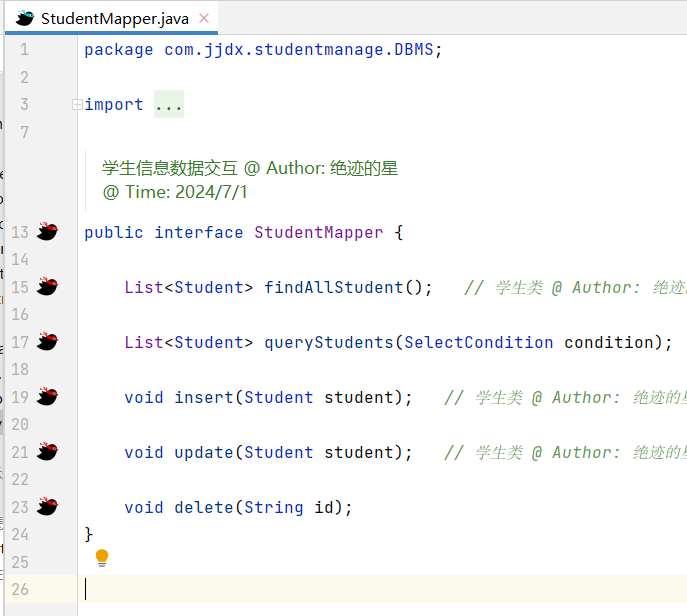 StudentMapper.java
1 package com.jjdx.studentmanage.DBMS;
2
3 import ...
7
学生信息数据交互 @ Author: 绝迹的星
@ Time: 2024/7/1
13 public interface StudentMapper {
14
15 List<Student> findAllStudent(); // 学生类 @ Author: 绝迹
16
17 List<Student> queryStudents(SelectCondition condition);
18
19 void insert(Student student); // 学生类 @ Author: 绝迹的星
20
21 void update(Student student); // 学生类 @ Author: 绝迹的星
22
23 void delete(String id);
24 }
25
26